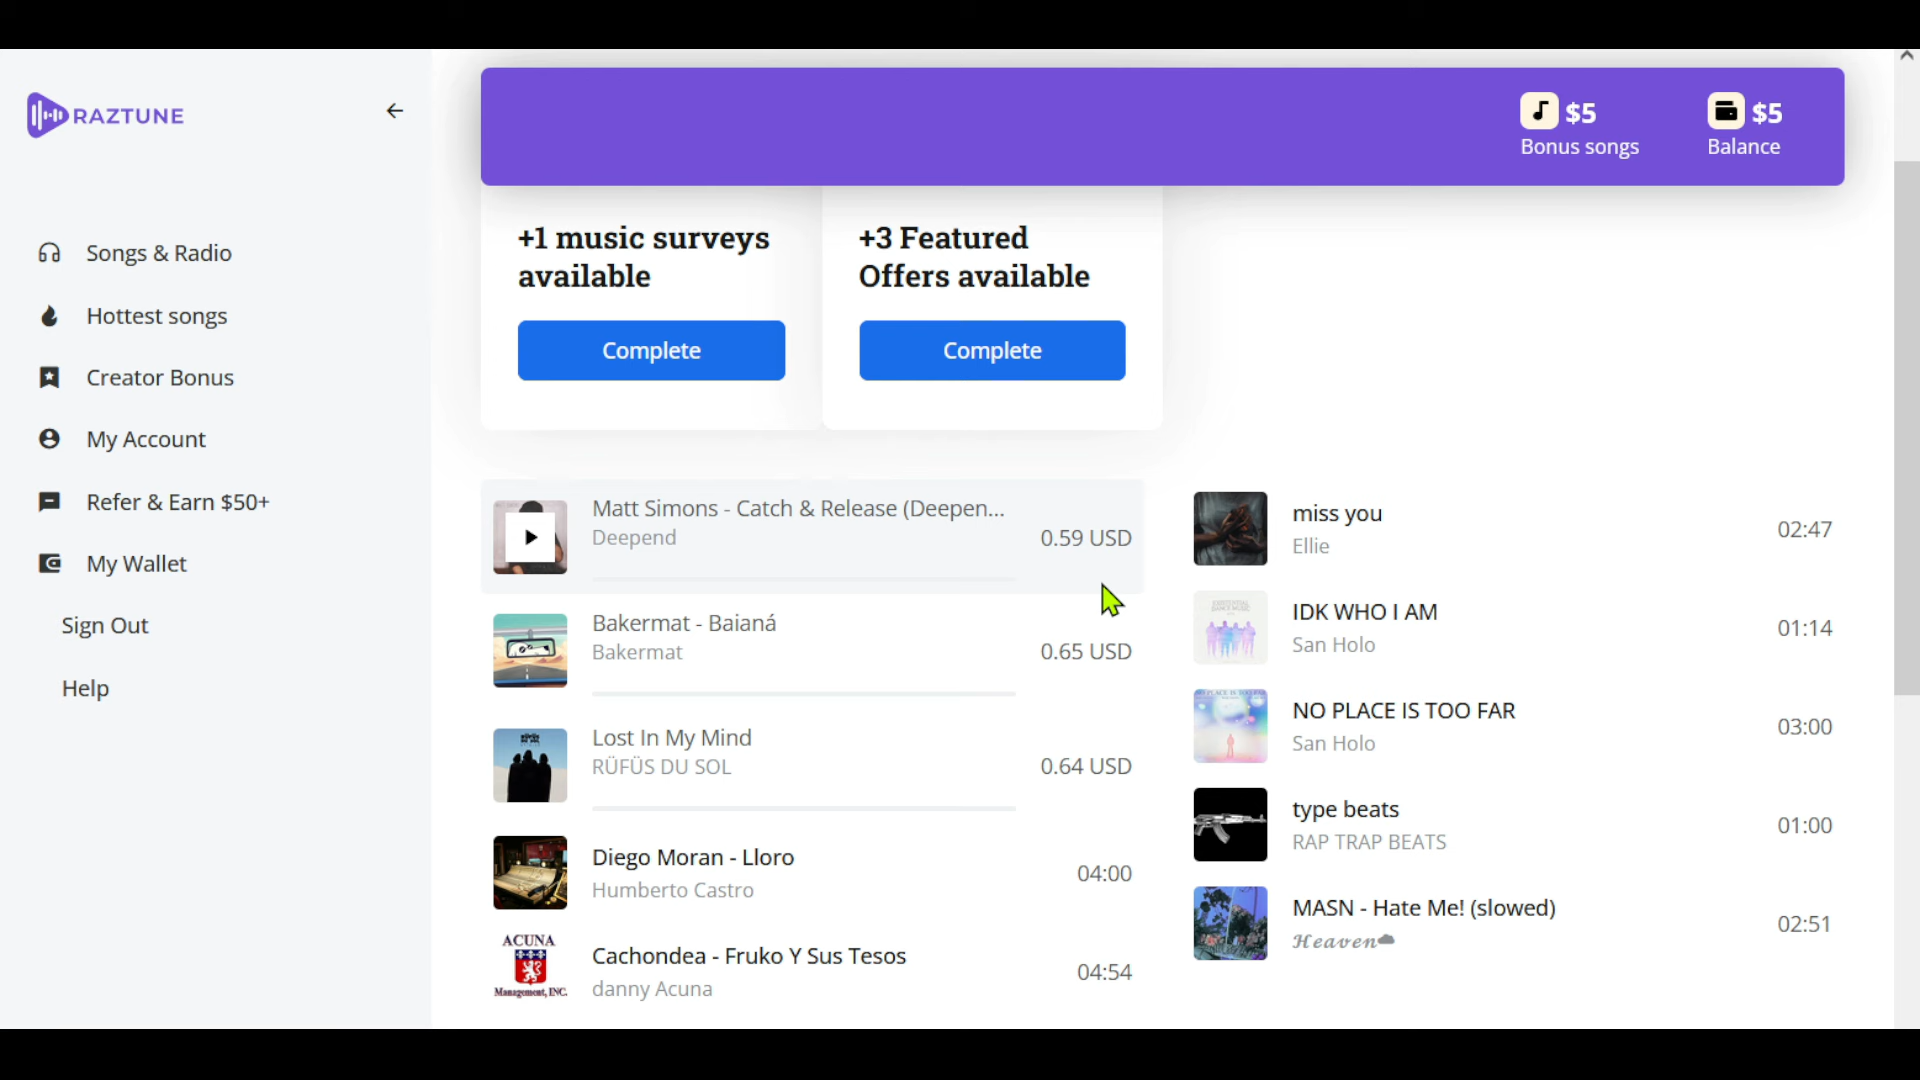 RAZTUNE
$5
Bonus songs
$5
Balance
Songs & Radio
Hottest songs
Creator Bonus
My Account
Refer & Earn $50+
My Wallet
Sign Out
Help
+1 music surveys
available
Complete
+3 Featured
Offers available
Complete
Matt Simons - Catch & Release (Deepen...
Deepend
0.59 USD
Bakermat - Baianá
Bakermat
0.65 USD
Lost In My Mind
RÜFÜS DU SOL
0.64 USD
Diego Moran - Lloro
Humberto Castro
04:00
ACUNA
Management, INC.
Cachondea - Fruko Y Sus Tesos
danny Acuna
04:54
miss you
Ellie
02:47
IDK WHO I AM
San Holo
01:14
NO PLACE IS TOO FAR
San Holo
03:00
type beats
RAP TRAP BEATS
01:00
MASN - Hate Me! (slowed)
𝓗𝓮𝓪𝓿𝓮𝓷☁
02:51